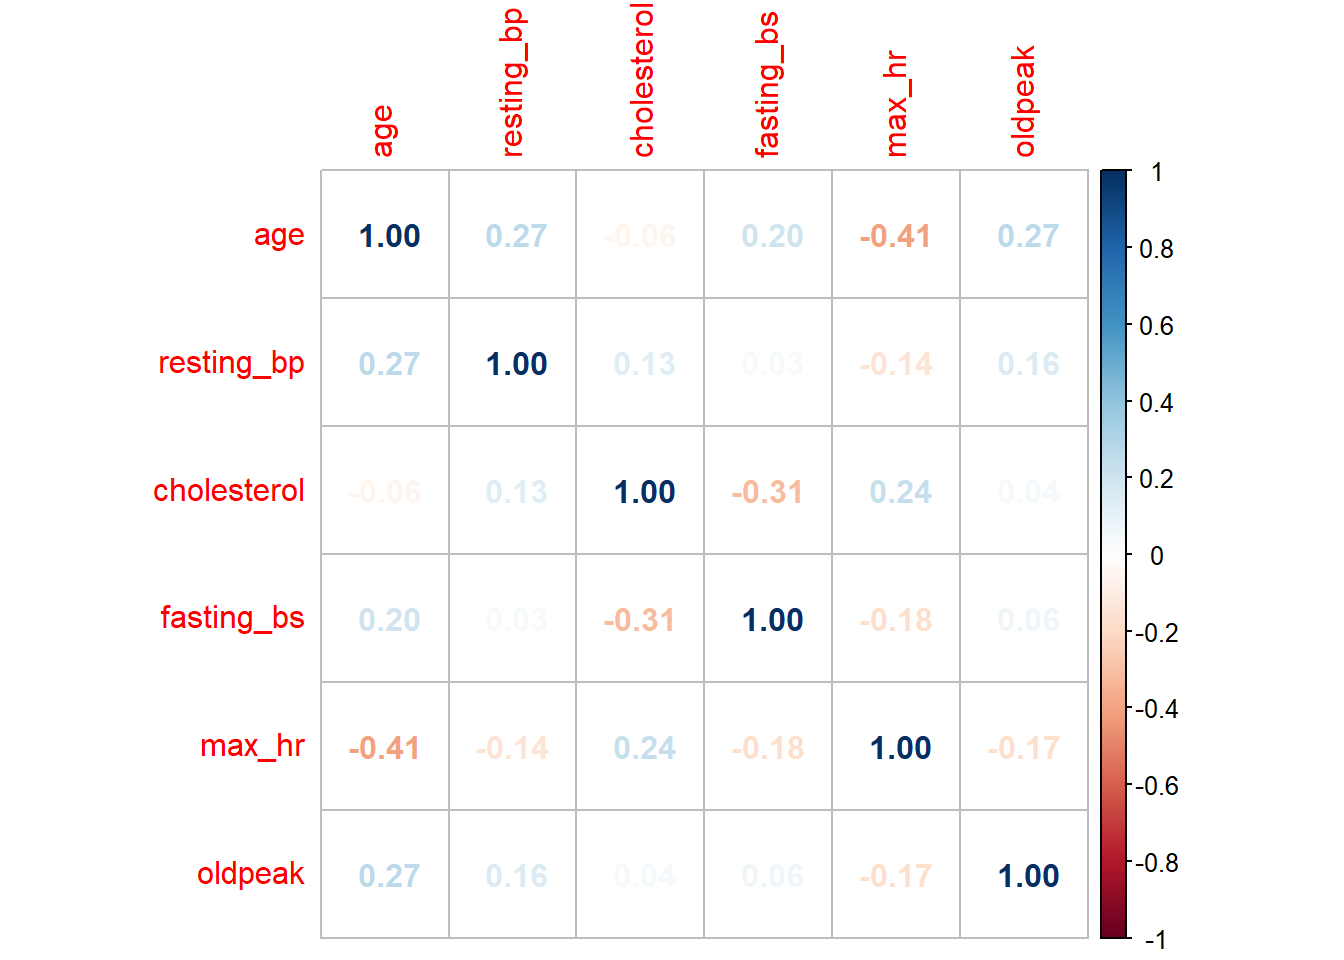 age resting_bp cholesterol fasting_bs max_hr oldpeak
age 1.00 0.27 -0.06 0.20 -0.41 0.27
resting_bp 0.27 1.00 0.13 0.03 -0.14 0.16
cholesterol -0.06 0.13 1.00 -0.31 0.24 0.04
fasting_bs 0.20 0.03 -0.31 1.00 -0.18 0.06
max_hr -0.41 -0.14 0.24 -0.18 1.00 -0.17
oldpeak 0.27 0.16 0.04 0.06 -0.17 1.00
1
0.8
0.6
0.4
0.2
0
-0.2
-0.4
-0.6
-0.8
-1